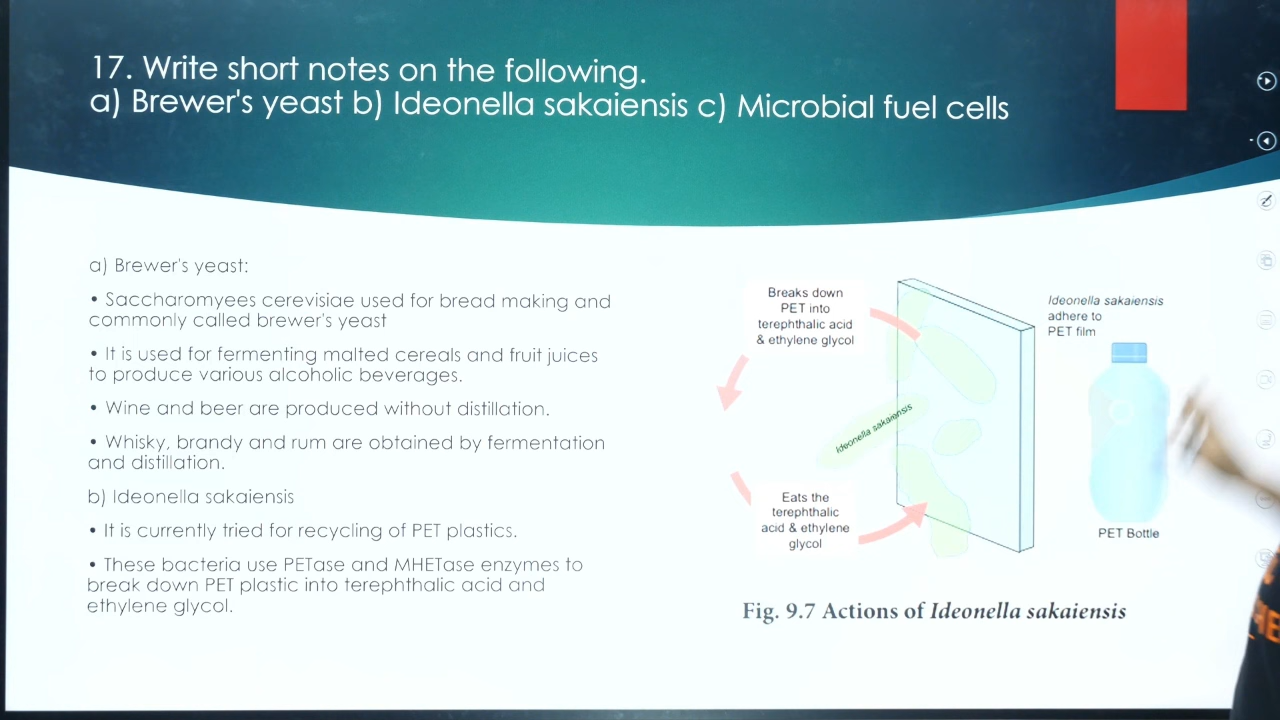 17. Write short notes on the following.
a) Brewer's yeast b) Ideonella sakaiensis c) Microbial fuel cells
a) Brewer's yeast:
• Saccharomyees cerevisiae used for bread making and
commonly called brewer's yeast
• It is used for fermenting malted cereals and fruit juices
to produce various alcoholic beverages.
• Wine and beer are produced without distillation.
• Whisky, brandy and rum are obtained by fermentation
and distillation.
b) Ideonella sakaiensis
• It is currently tried for recycling of PET plastics.
• These bacteria use PETase and MHETase enzymes to
break down PET plastic into terephthalic acid and
ethylene glycol.
Breaks down
PET into
terephthalic acid
& ethylene glycol
Ideonella sakaiensis
adhere to
PET film
Ideonella sakaiensis
Eats the
terephthalic
acid & ethylene
glycol
PET Bottle
Fig. 9.7 Actions of Ideonella sakaiensis